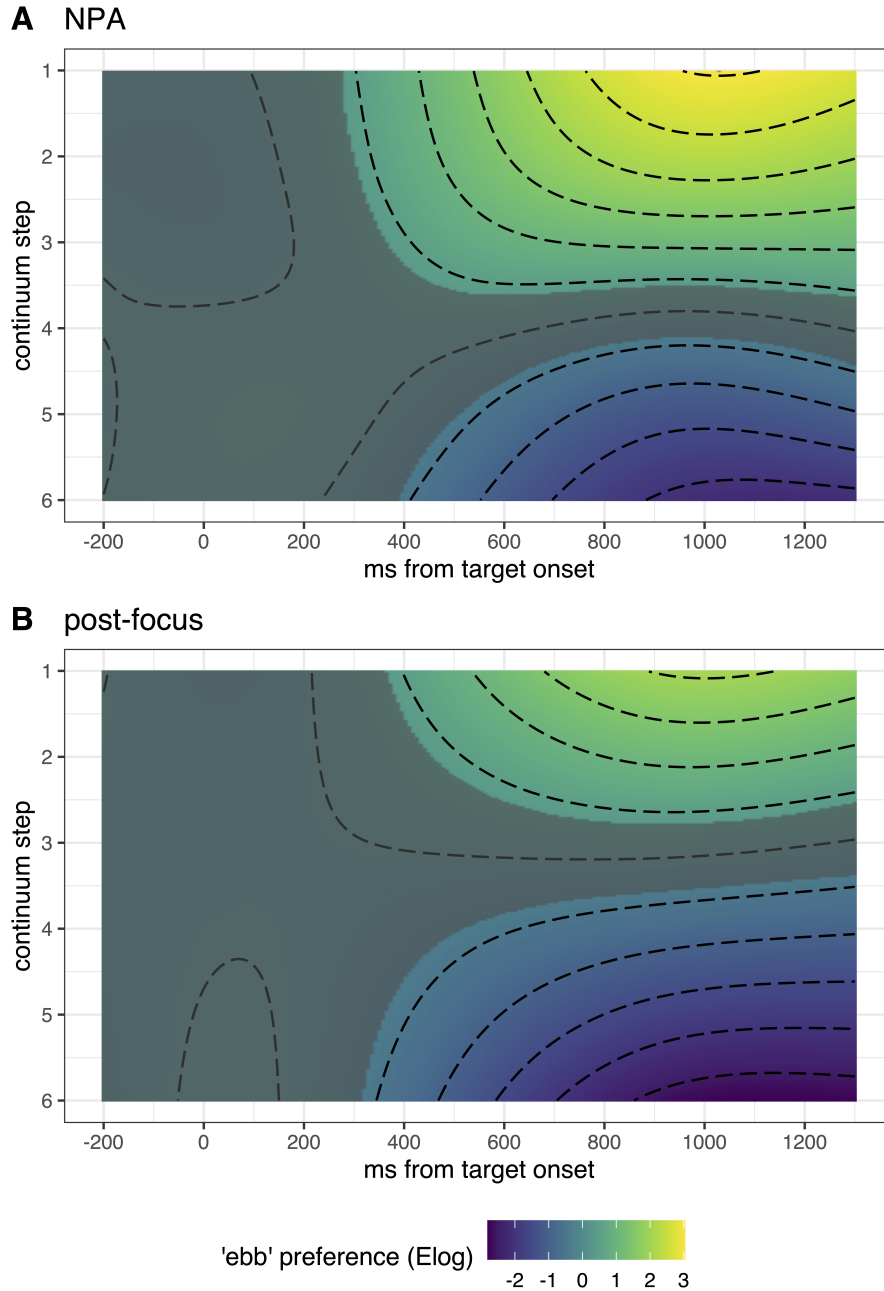 A NPA
continuum step
1
2
3
4
5
6
-200 0 200 400 600 800 1000 1200
ms from target onset
B post-focus
continuum step
1
2
3
4
5
6
-200 0 200 400 600 800 1000 1200
ms from target onset
'ebb' preference (Elog)
-2 -1 0 1 2 3